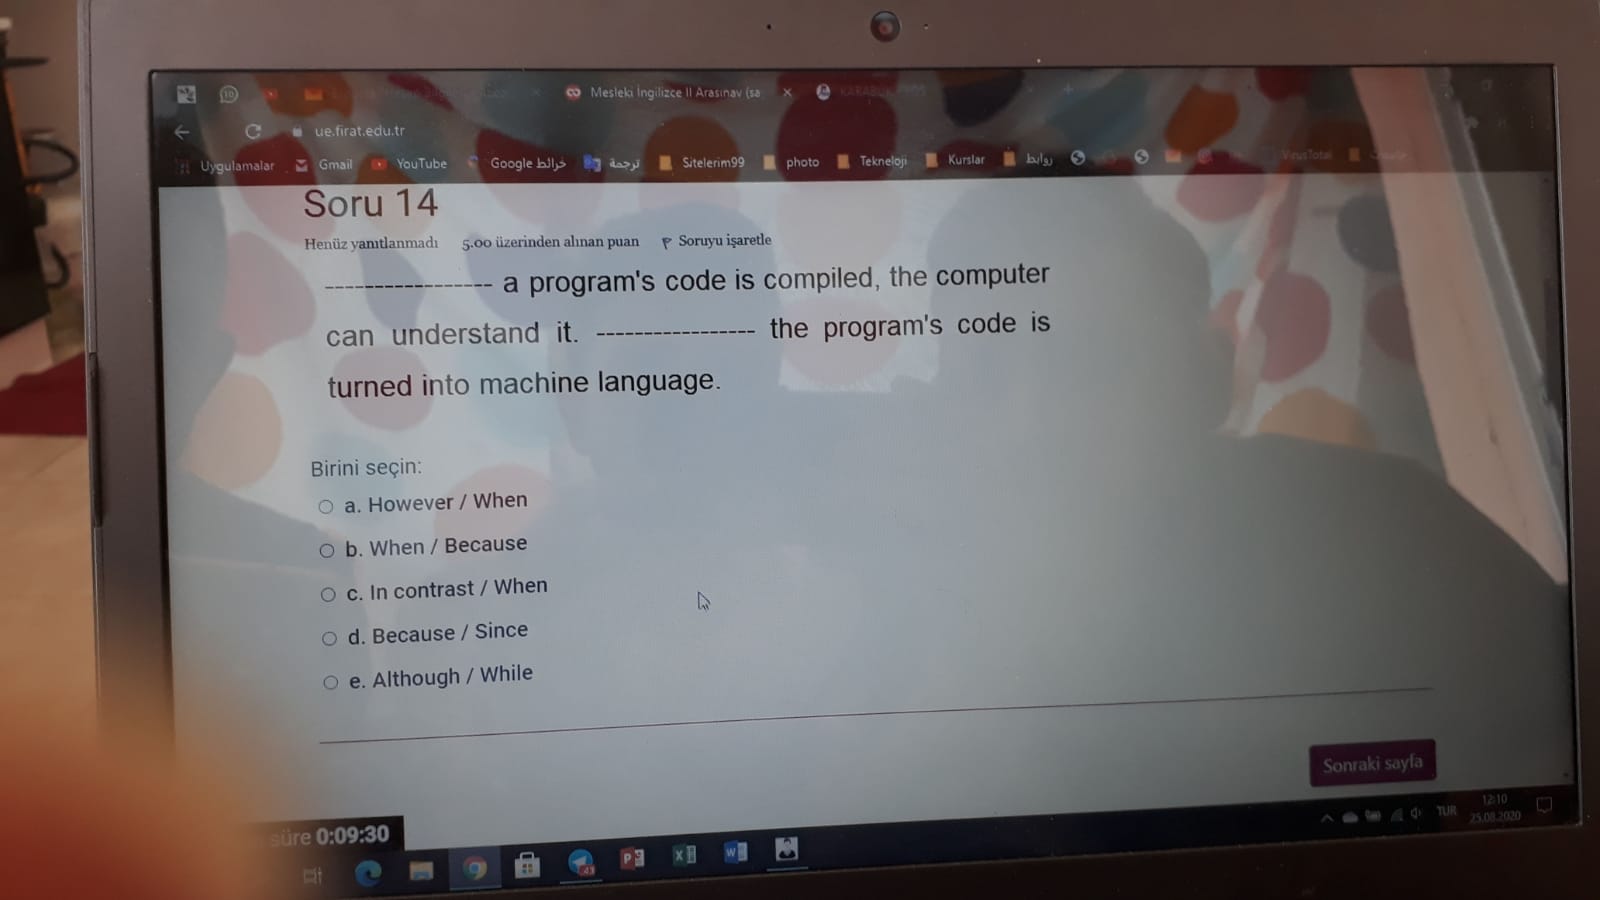 10
Mesleki İngilizce II Arasınav (sa
ue.firat.edu.tr
Uygulamalar Gmail YouTube خرائط Google ترجمة Sitelerim99 photo Tekneloji Kurslar روابط VirusTotal
Soru 14
Henüz yanıtlanmadı 5.00 üzerinden alınan puan Soruyu işaretle
----------------- a program's code is compiled, the computer
can understand it. ----------------- the program's code is
turned into machine language.
Birini seçin:
a. However / When
b. When / Because
c. In contrast / When
d. Because / Since
e. Although / While
Sonraki sayfa
süre 0:09:30
TUR 12:10
25.08.2020
43